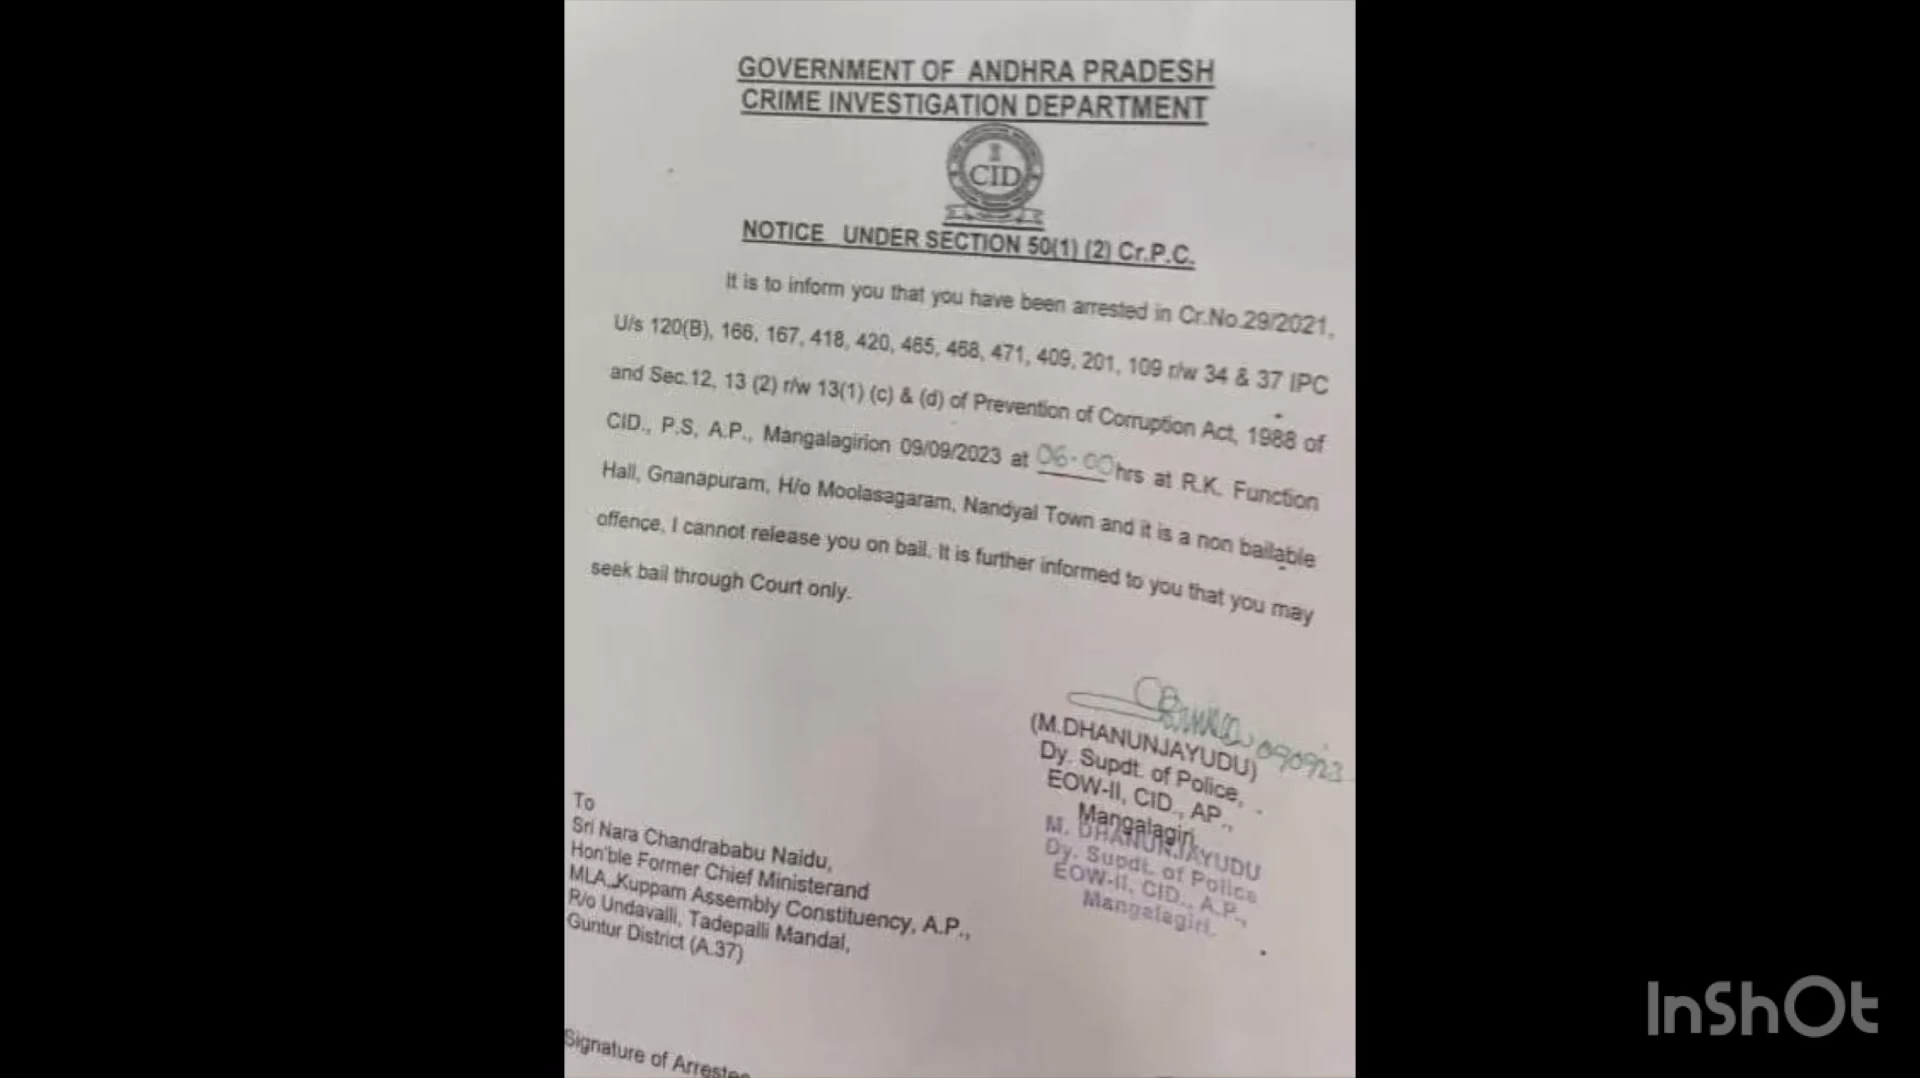 GOVERNMENT OF ANDHRA PRADESH
CRIME INVESTIGATION DEPARTMENT
CID
NOTICE UNDER SECTION 50(1) (2) Cr.P.C.
It is to inform you that you have been arrested in Cr.No.29/2021,
U/s 120(B), 166, 167, 418, 420, 465, 468, 471, 409, 201, 109 r/w 34 & 37 IPC
and Sec.12, 13 (2) r/w 13(1) (c) & (d) of Prevention of Corruption Act, 1988 of
CID., P.S, A.P., Mangalagirion 09/09/2023 at 06-00 hrs at R.K. Function
Hall, Gnanapuram, H/o Moolasagaram, Nandyal Town and it is a non bailable
offence, I cannot release you on bail. It is further informed to you that you may
seek bail through Court only.
090923
(M.DHANUNJAYUDU)
Dy. Supdt. of Police,
EOW-II, CID., AP.,
Mangalagiri.
M. DHANUNJAYUDU
Dy. Supdt. of Police
EOW-II, CID., A.P.,
Mangalagiri.
To
Sri Nara Chandrababu Naidu,
Hon'ble Former Chief Ministerand
MLA, Kuppam Assembly Constituency, A.P.,
R/o Undavalli, Tadepalli Mandal,
Guntur District (A.37)
Signature of Arrestee
InShOt